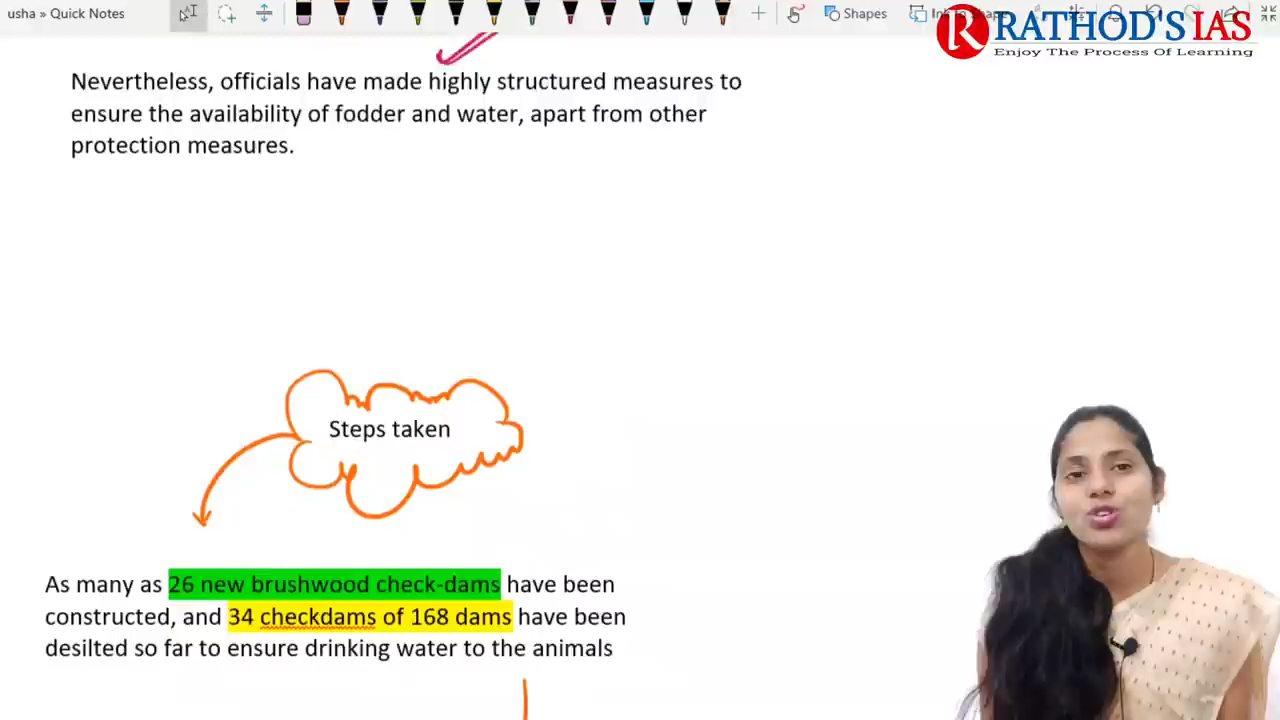 usha » Quick Notes
Shapes
RATHOD'S IAS
Enjoy The Process Of Learning
Nevertheless, officials have made highly structured measures to
ensure the availability of fodder and water, apart from other
protection measures.
Steps taken
As many as 26 new brushwood check-dams have been
constructed, and 34 checkdams of 168 dams have been
desilted so far to ensure drinking water to the animals